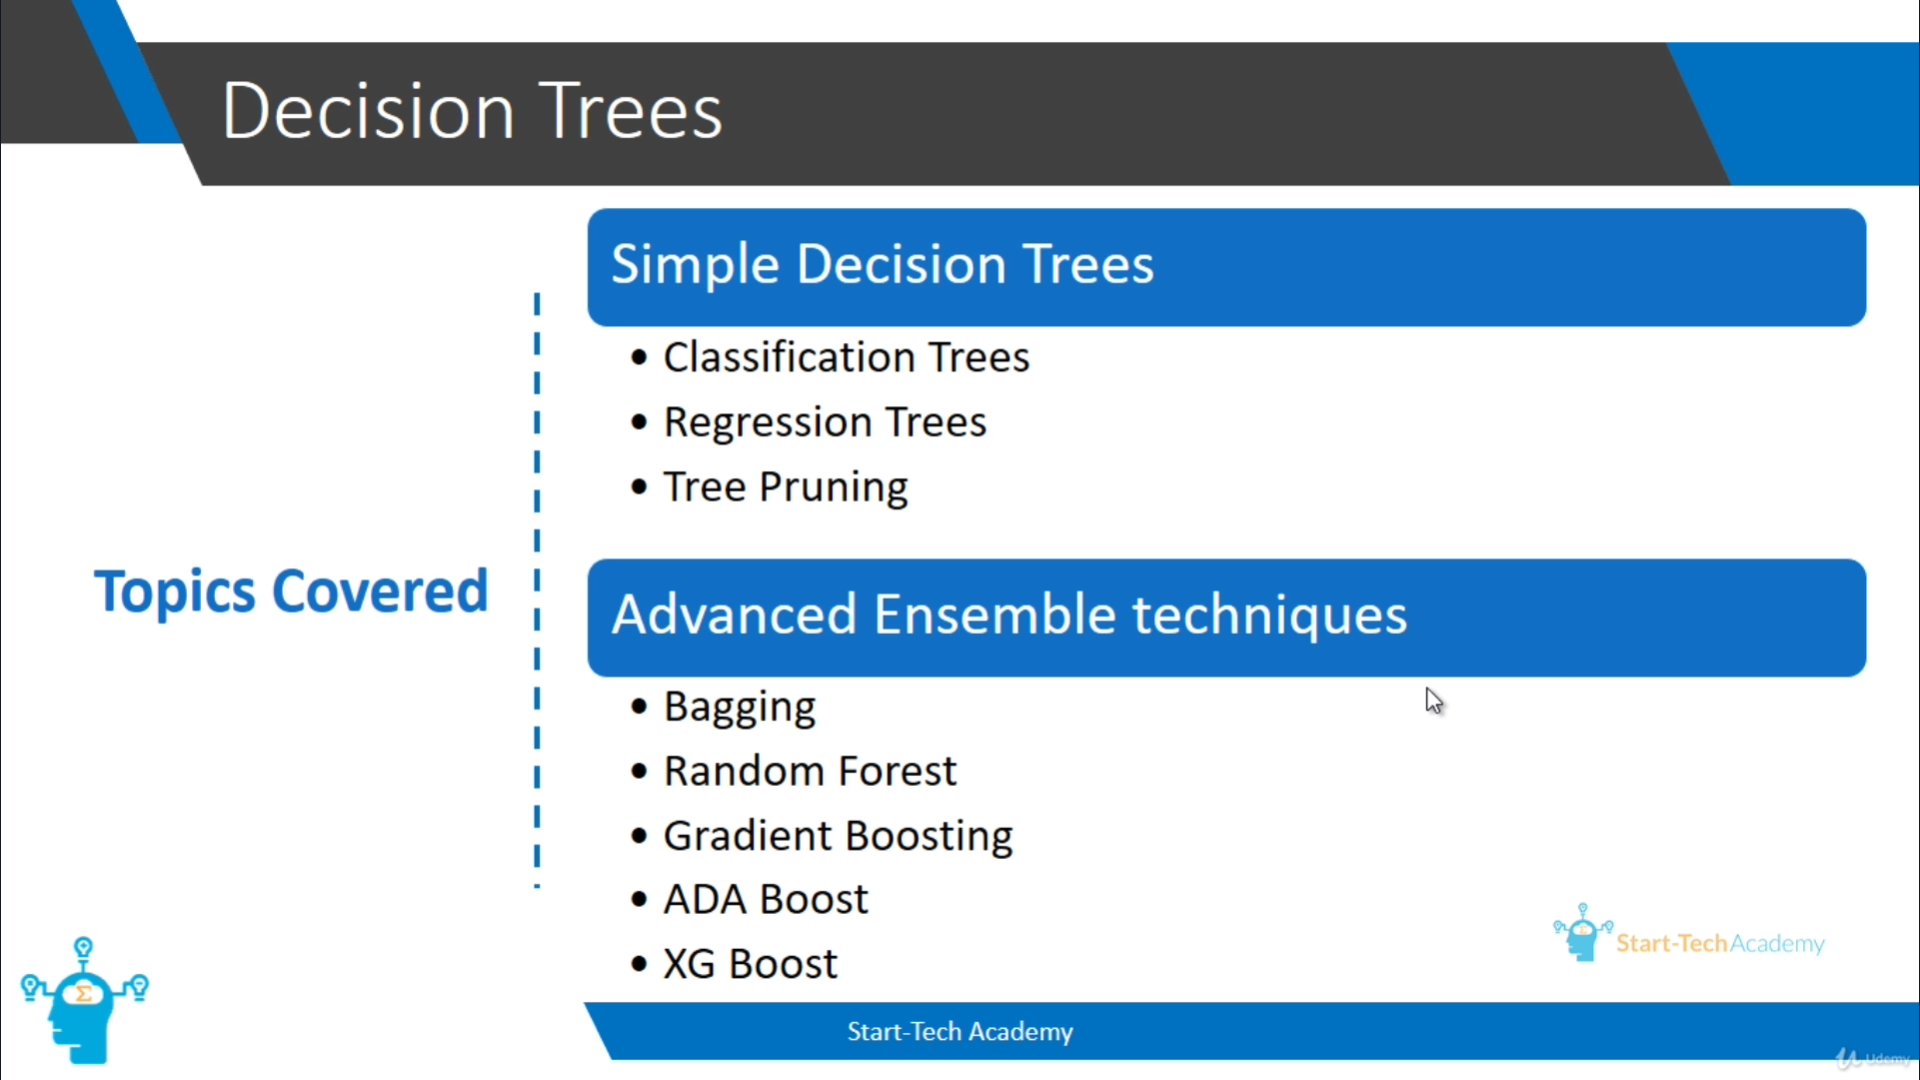 Decision Trees
Topics Covered
Simple Decision Trees
• Classification Trees
• Regression Trees
• Tree Pruning
Advanced Ensemble techniques
• Bagging
• Random Forest
• Gradient Boosting
• ADA Boost
• XG Boost
Σ
Start-Tech Academy
Start-Tech Academy
Udemy